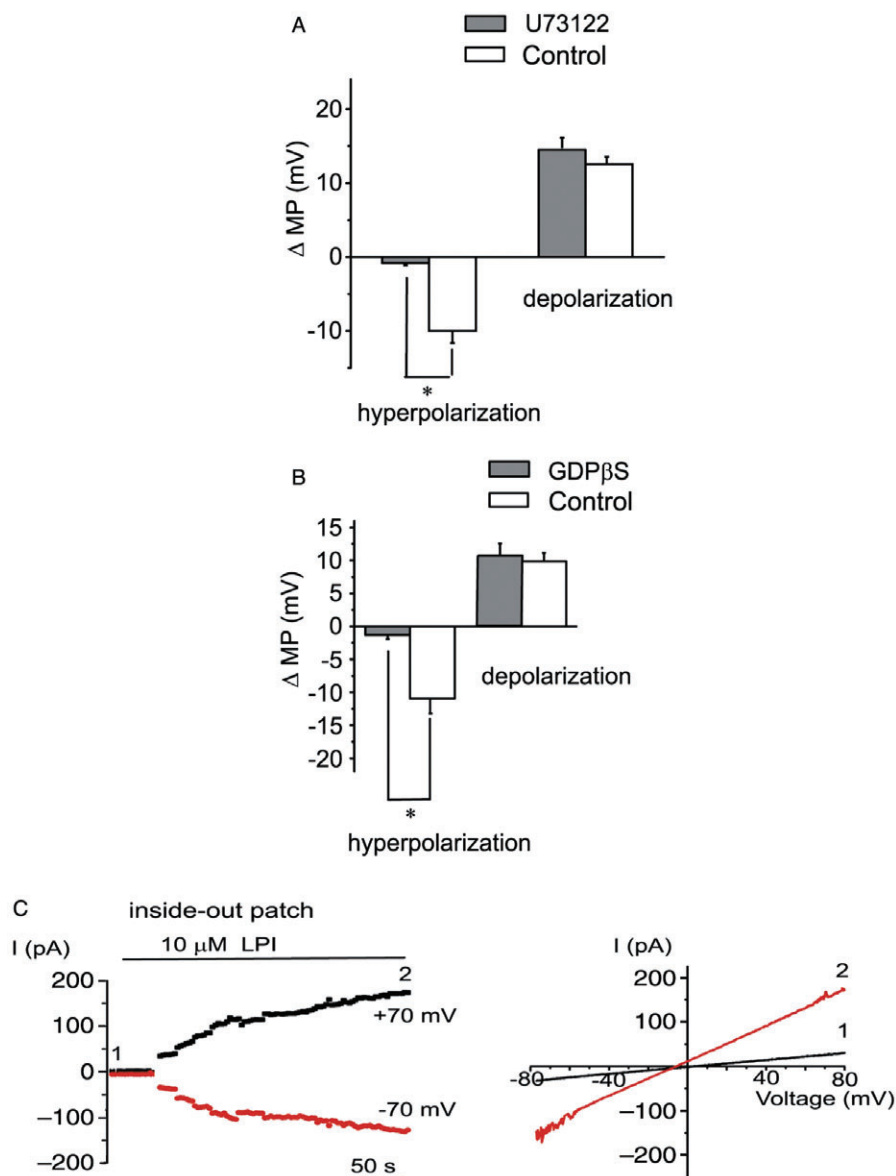 A
U73122
Control
Δ MP (mV)
20
10
0
-10
depolarization
*
hyperpolarization
B
GDPβS
Control
Δ MP (mV)
15
10
5
0
-5
-10
-15
-20
depolarization
*
hyperpolarization
C
inside-out patch
10 μM LPI
I (pA)
200
100
0
−100
−200
1
2
+70 mV
-70 mV
50 s
I (pA)
200
100
−100
−200
-80
-40
40
80
Voltage (mV)
2
1